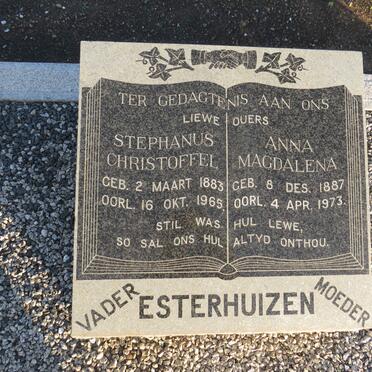 TER GEDAGTENIS AAN ONS
LIEWE OUERS
STEPHANUS
CHRISTOFFEL
GEB. 2 MAART 1883
OORL. 16 OKT. 1965
ANNA
MAGDALENA
GEB. 8 DES. 1887
OORL. 4 APR. 1973.
STIL WAS HUL LEWE,
SO SAL ONS HUL ALTYD ONTHOU.
VADER ESTERHUIZEN MOEDER